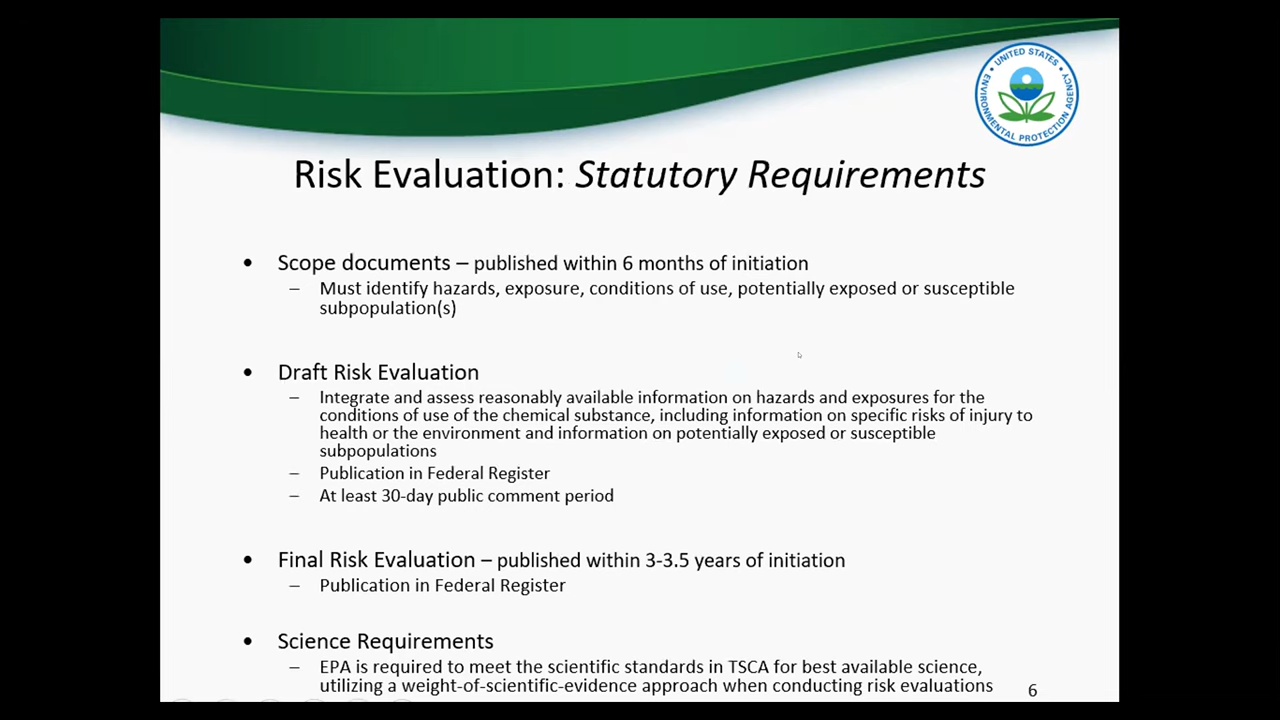 UNITED STATES
ENVIRONMENTAL PROTECTION AGENCY
Risk Evaluation: Statutory Requirements
• Scope documents – published within 6 months of initiation
– Must identify hazards, exposure, conditions of use, potentially exposed or susceptible
subpopulation(s)
• Draft Risk Evaluation
– Integrate and assess reasonably available information on hazards and exposures for the
conditions of use of the chemical substance, including information on specific risks of injury to
health or the environment and information on potentially exposed or susceptible
subpopulations
– Publication in Federal Register
– At least 30-day public comment period
• Final Risk Evaluation – published within 3-3.5 years of initiation
– Publication in Federal Register
• Science Requirements
– EPA is required to meet the scientific standards in TSCA for best available science,
utilizing a weight-of-scientific-evidence approach when conducting risk evaluations
6